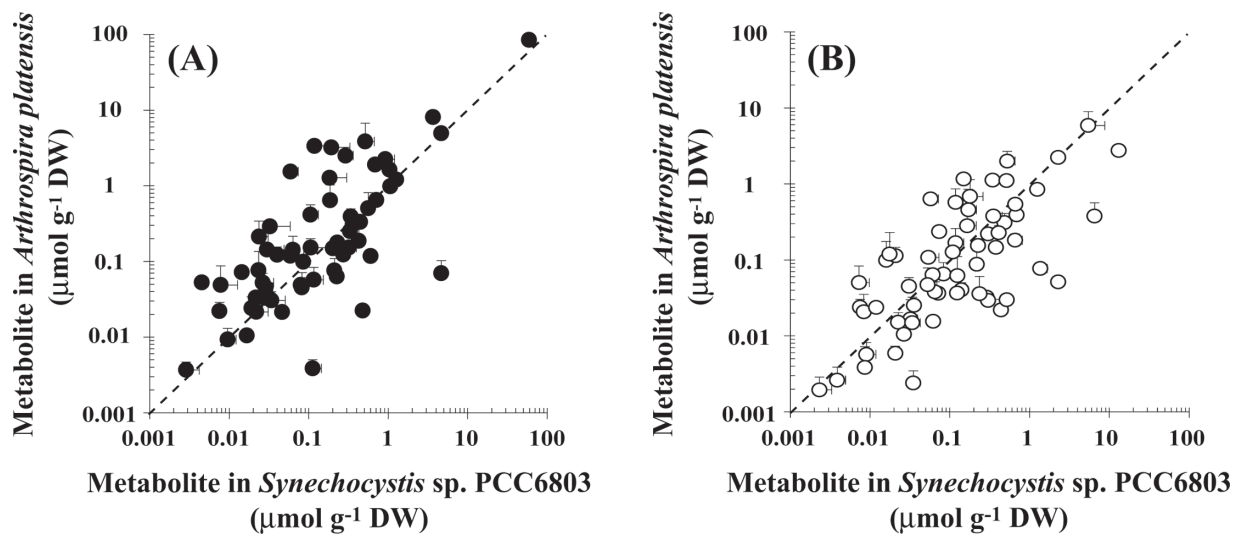 (A)
Metabolite in Arthrospira platensis
(μmol g-1 DW)
100
10
1
0.1
0.01
0.001
0.001 0.01 0.1 1 10 100
Metabolite in Synechocystis sp. PCC6803
(μmol g-1 DW)
(B)
Metabolite in Arthrospira platensis
(μmol g-1 DW)
100
10
1
0.1
0.01
0.001
0.001 0.01 0.1 1 10 100
Metabolite in Synechocystis sp. PCC6803
(μmol g-1 DW)